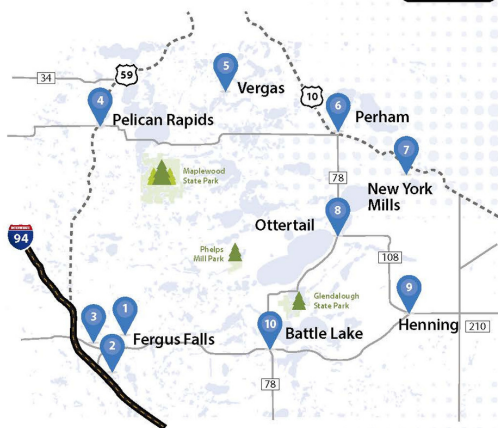 34
59
5
Vergas
10
4
Pelican Rapids
6
Perham
7
New York
Mills
Maplewood
State Park
78
8
Ottertail
94
Phelps
Mill Park
108
Glendalough
State Park
9
Henning
210
3
1
2
Fergus Falls
10
Battle Lake
78